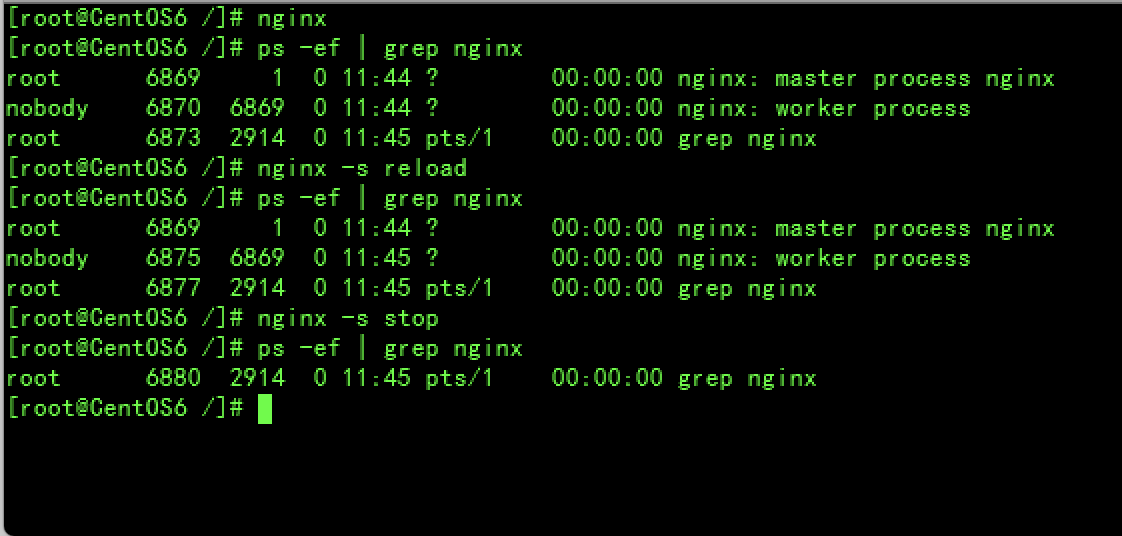 [root@CentOS6 /]# nginx
[root@CentOS6 /]# ps -ef | grep nginx
root      6869     1  0 11:44 ?        00:00:00 nginx: master process nginx
nobody    6870  6869  0 11:44 ?        00:00:00 nginx: worker process
root      6873  2914  0 11:45 pts/1    00:00:00 grep nginx
[root@CentOS6 /]# nginx -s reload
[root@CentOS6 /]# ps -ef | grep nginx
root      6869     1  0 11:44 ?        00:00:00 nginx: master process nginx
nobody    6875  6869  0 11:45 ?        00:00:00 nginx: worker process
root      6877  2914  0 11:45 pts/1    00:00:00 grep nginx
[root@CentOS6 /]# nginx -s stop
[root@CentOS6 /]# ps -ef | grep nginx
root      6880  2914  0 11:45 pts/1    00:00:00 grep nginx
[root@CentOS6 /]#